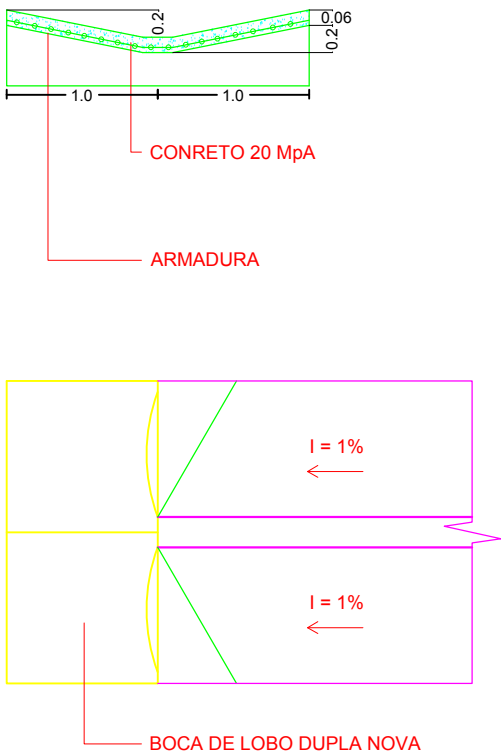 0.2
0.06
0.2
1.0
1.0
CONRETO 20 MpA
ARMADURA
I = 1%
I = 1%
BOCA DE LOBO DUPLA NOVA